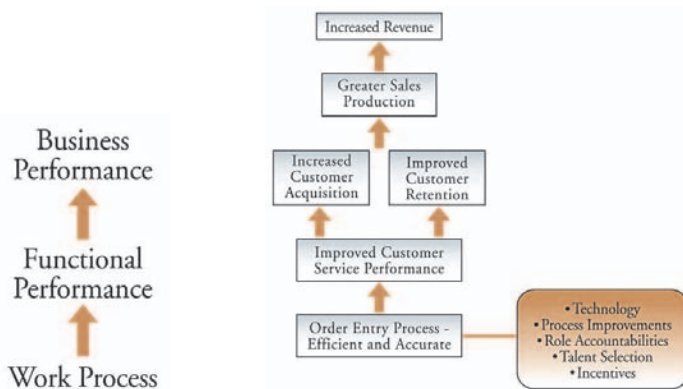 Business
Performance
Functional
Performance
Work Process
Increased Revenue
Greater Sales
Production
Increased
Customer
Acquisition
Improved
Customer
Retention
Improved Customer
Service Performance
Order Entry Process -
Efficient and Accurate
•Technology
•Process Improvements
•Role Accountabilities
•Talent Selection
•Incentives